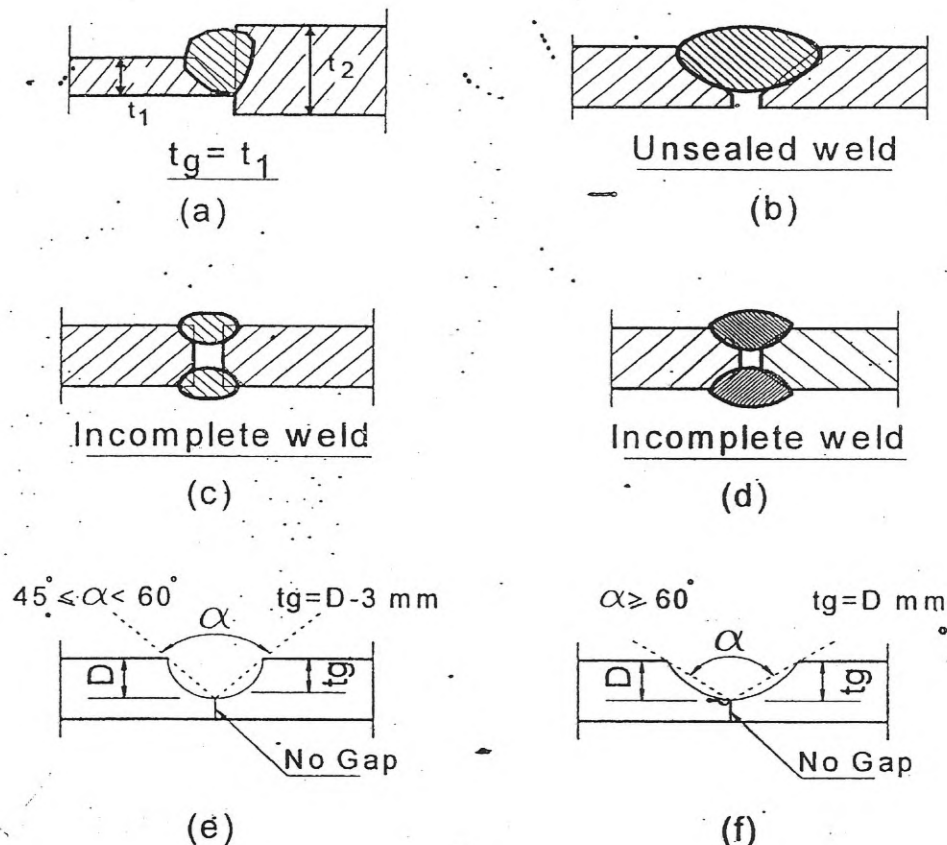 t₁
t₂
t_g = t₁
(a)
Unsealed weld
(b)
Incomplete weld
(c)
Incomplete weld
(d)
45° ⩽ α < 60°
tg=D-3 mm
α
D
tg
No Gap
(e)
α ⩾ 60°
tg=D mm
α
D
tg
No Gap
(f)